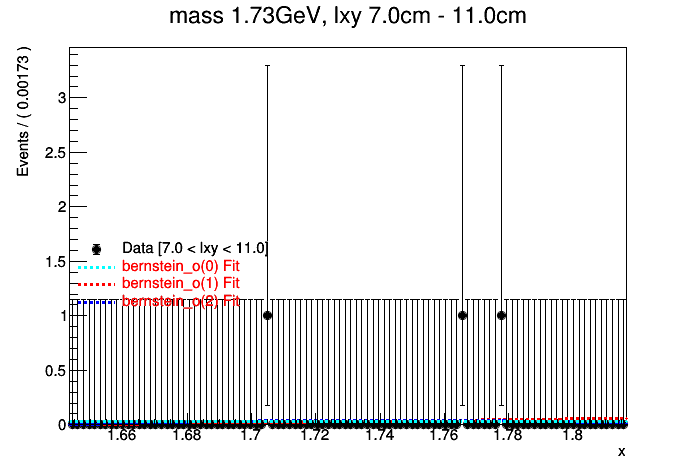 mass 1.73GeV, lxy 7.0cm - 11.0cm
Events / ( 0.00173 )
3
2.5
2
Data [7.0 < lxy < 11.0]
bernstein_o(0) Fit
1.5
bernstein_o(1) Fit
bernstein_o(2) Fit
1
0.5
0
1.66 1.68 1.7 1.72 1.74 1.76 1.78 1.8
x